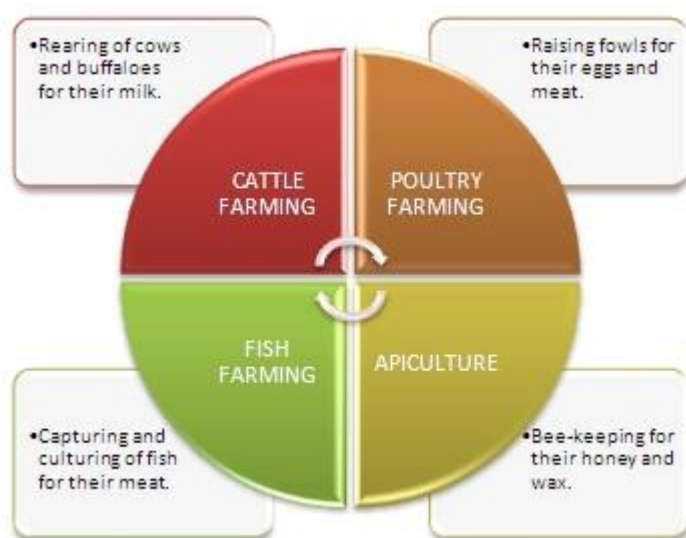 •Rearing of cows
and buffaloes
for their milk.
•Raising fowls for
their eggs and
meat.
CATTLE
FARMING
POULTRY
FARMING
FISH
FARMING
APICULTURE
•Capturing and
culturing of fish
for their meat.
•Bee-keeping for
their honey and
wax.